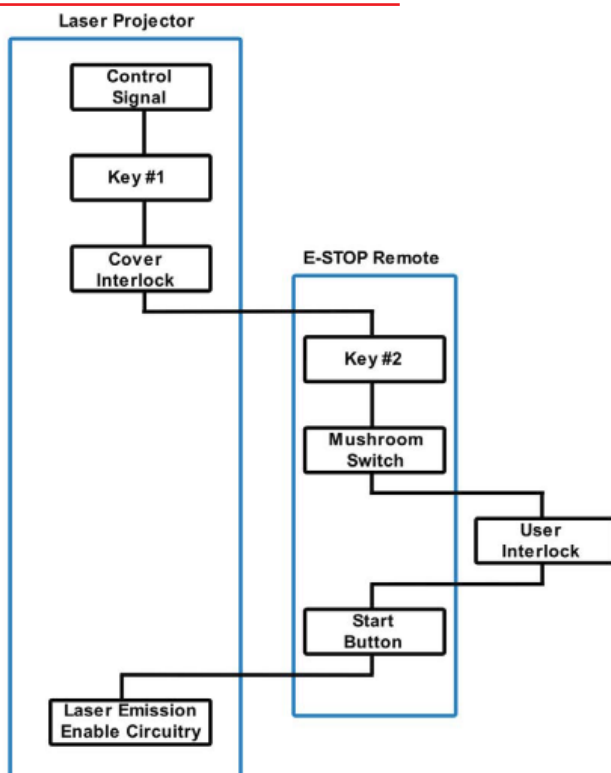 Laser Projector
Control
Signal
Key #1
Cover
Interlock
E-STOP Remote
Key #2
Mushroom
Switch
User
Interlock
Start
Button
Laser Emission
Enable Circuitry